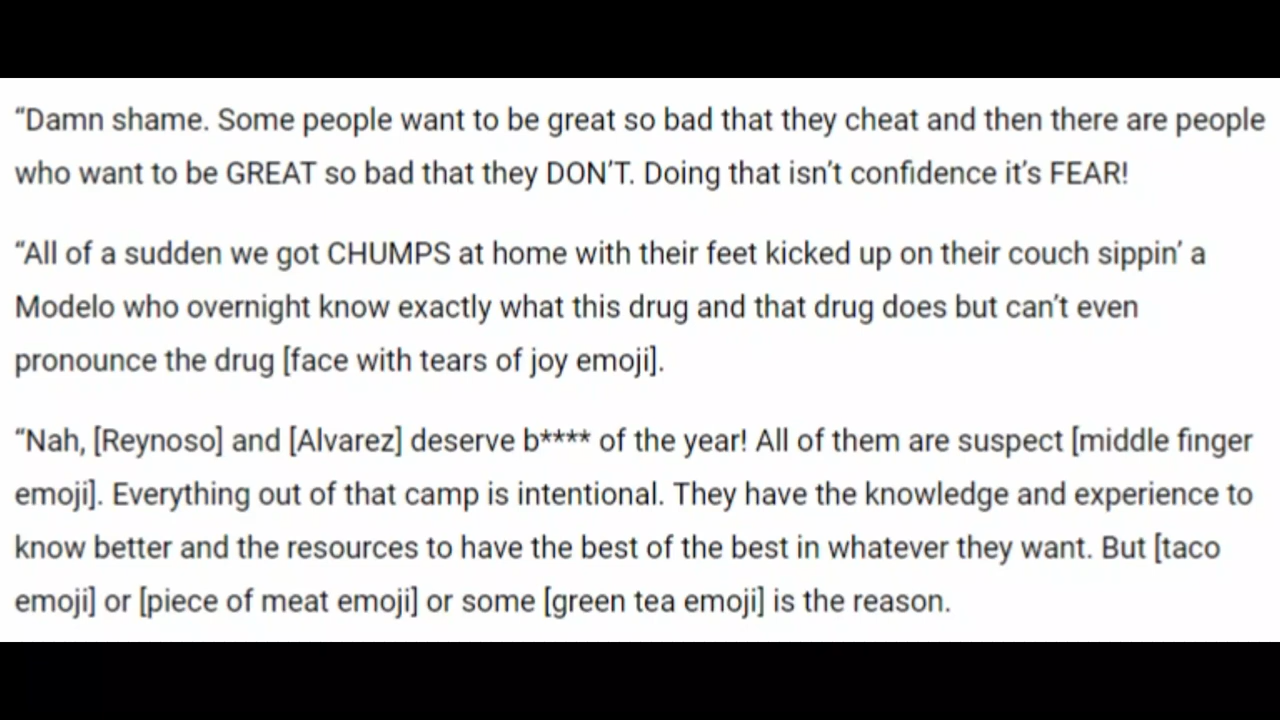 “Damn shame. Some people want to be great so bad that they cheat and then there are people
who want to be GREAT so bad that they DON’T. Doing that isn’t confidence it’s FEAR!
“All of a sudden we got CHUMPS at home with their feet kicked up on their couch sippin’ a
Modelo who overnight know exactly what this drug and that drug does but can’t even
pronounce the drug [face with tears of joy emoji].
“Nah, [Reynoso] and [Alvarez] deserve b**** of the year! All of them are suspect [middle finger
emoji]. Everything out of that camp is intentional. They have the knowledge and experience to
know better and the resources to have the best of the best in whatever they want. But [taco
emoji] or [piece of meat emoji] or some [green tea emoji] is the reason.